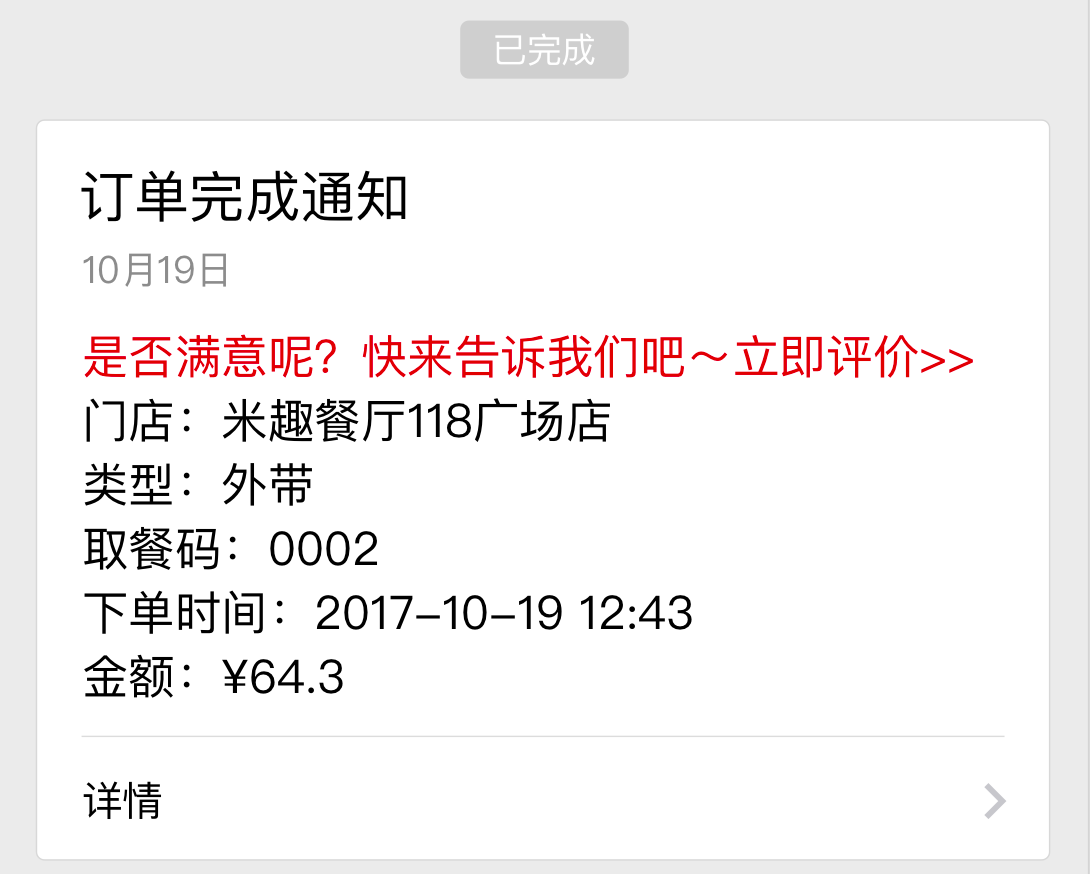 已完成
订单完成通知
10月19日
是否满意呢？快来告诉我们吧～立即评价>>
门店：米趣餐厅118广场店
类型：外带
取餐码：0002
下单时间：2017-10-19 12:43
金额：¥64.3
详情